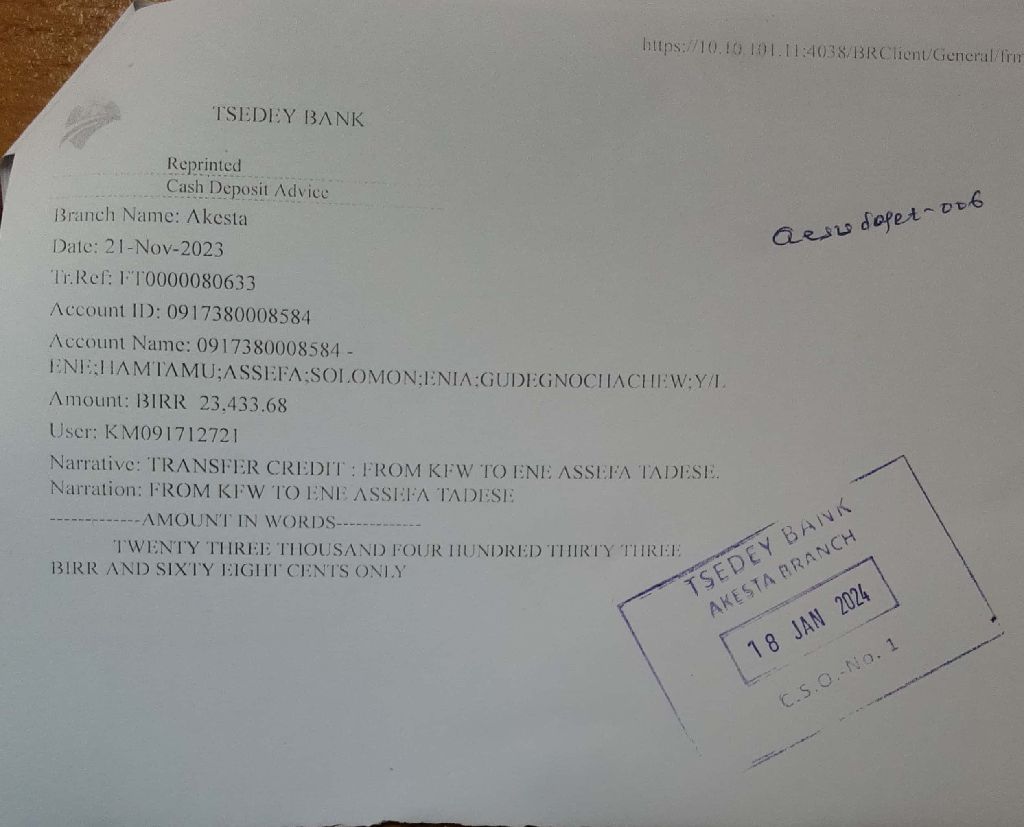 https://10.10.101.11:4038/BRClient/General/frm
TSEDEY BANK
Reprinted
Cash Deposit Advice
Branch Name: Akesta
Date: 21-Nov-2023
Tr.Ref: FT0000080633
Account ID: 0917380008584
Account Name: 0917380008584 -
ENE;HAMTAMU;ASSEFA;SOLOMON;ENIA;GUDEGNOCHACHEW;Y/L
Amount: BIRR 23,433.68
User: KM091712721
Narrative: TRANSFER CREDIT : FROM KFW TO ENE ASSEFA TADESE.
Narration: FROM KFW TO ENE ASSEFA TADESE
-------------AMOUNT IN WORDS-------------
TWENTY THREE THOUSAND FOUR HUNDRED THIRTY THREE
BIRR AND SIXTY EIGHT CENTS ONLY
-006
TSEDEY BANK
AKESTA BRANCH
18 JAN 2024
C.S.O.-No. 1